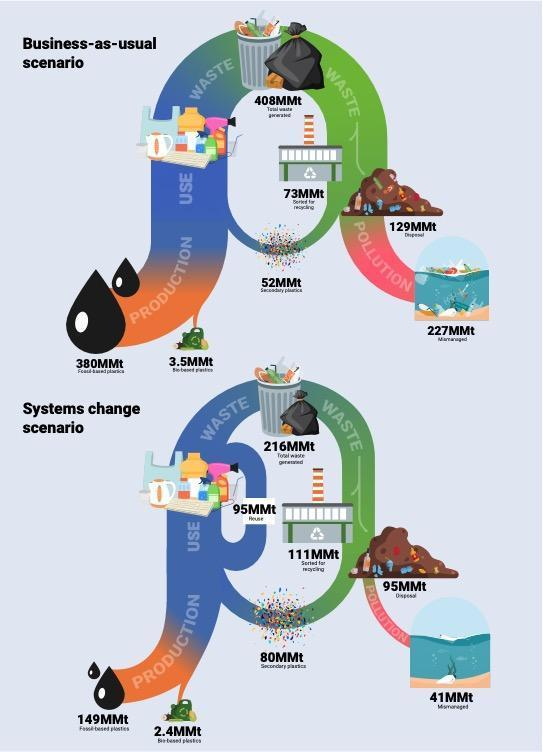 Business-as-usual
scenario
WASTE
WASTE
408MMt
Total waste
generated
USE
73MMt
Sorted for
recycling
129MMt
Disposal
POLLUTION
PRODUCTION
52MMt
Secondary plastics
227MMt
Mismanaged
380MMt
Fossil-based plastics
3.5MMt
Bio-based plastics
Systems change
scenario
WASTE
WASTE
216MMt
Total waste
generated
95MMt
Reuse
USE
111MMt
Sorted for
recycling
95MMt
Disposal
POLLUTION
PRODUCTION
80MMt
Secondary plastics
41MMt
Mismanaged
149MMt
Fossil-based plastics
2.4MMt
Bio-based plastics